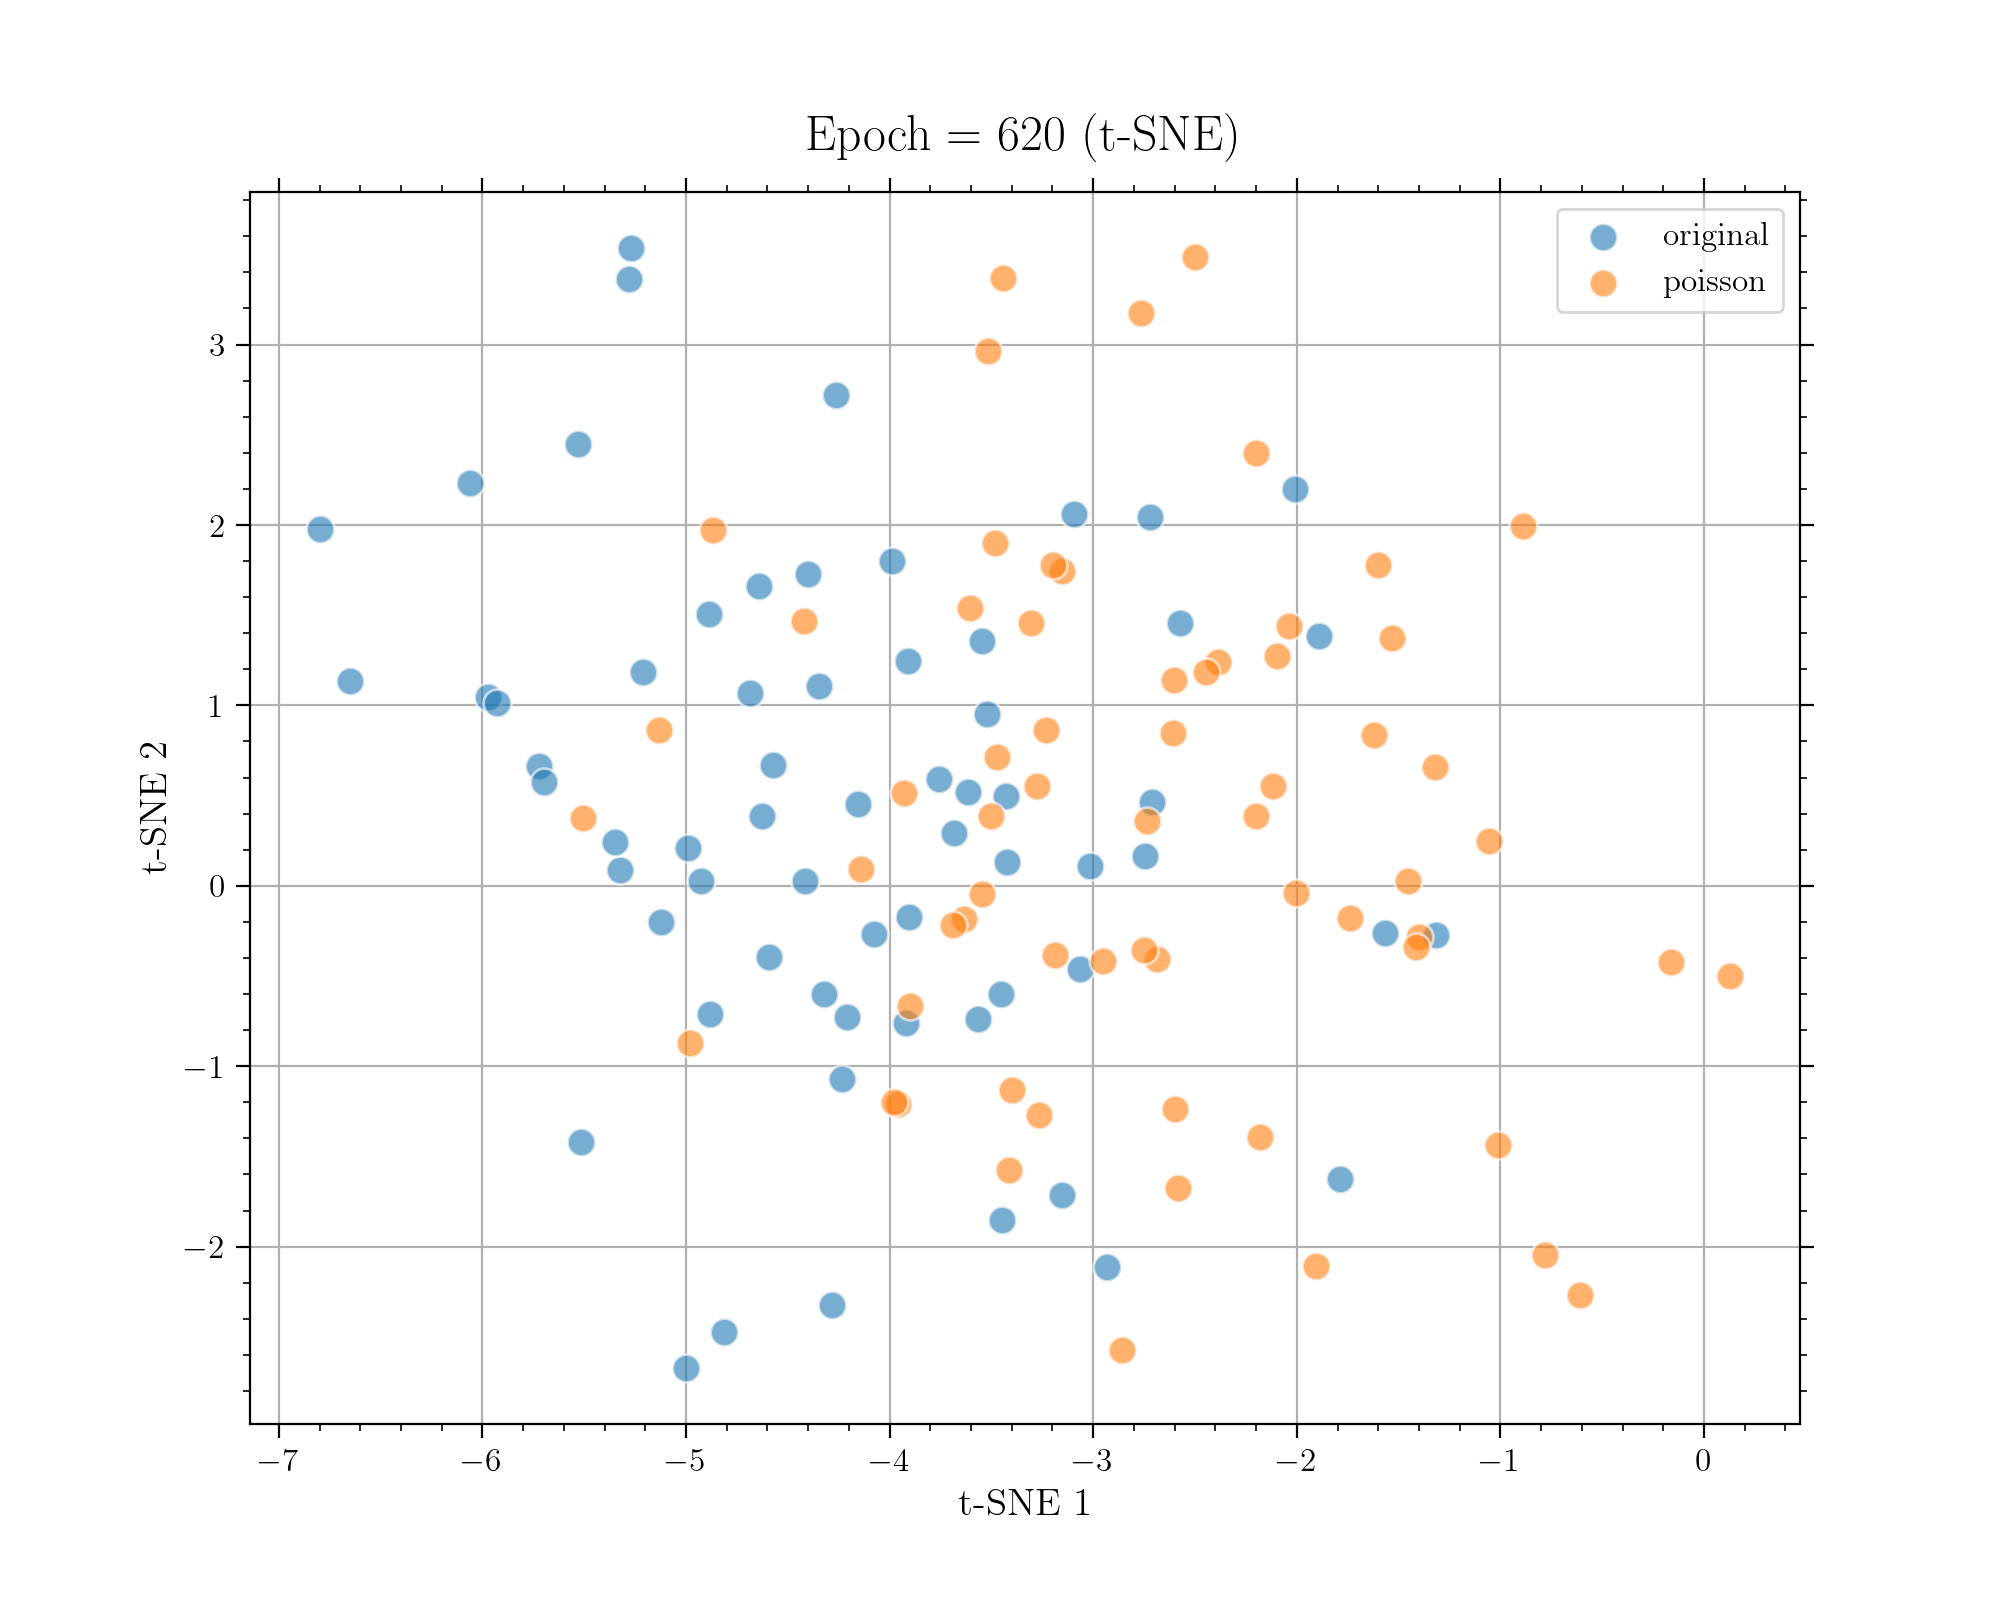 Epoch = 620 (t-SNE)
original
poisson
3
2
1
0
−1
−2
t-SNE 2
−7 −6 −5 −4 −3 −2 −1 0
t-SNE 1